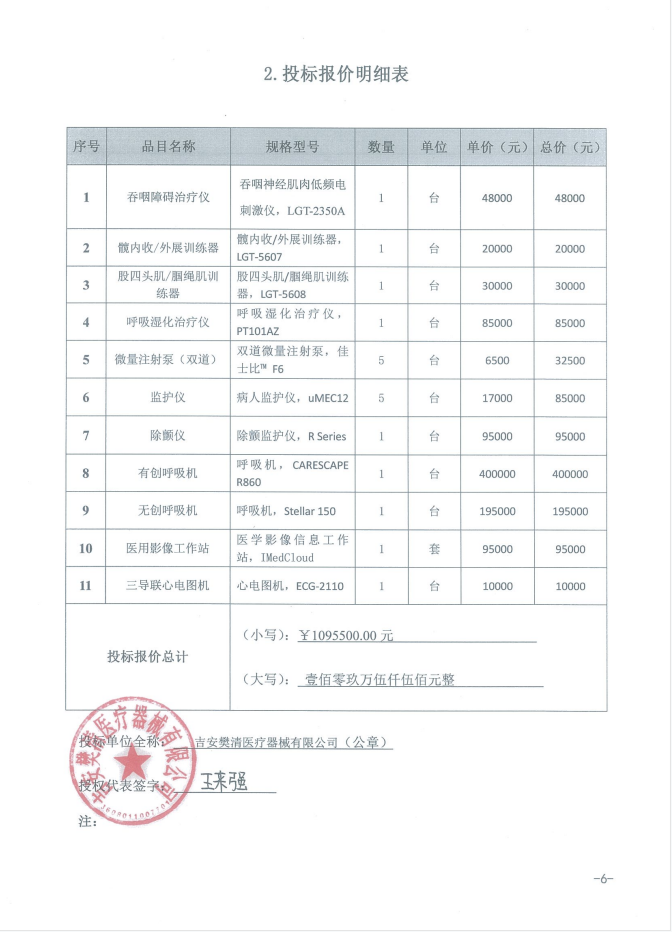 2.投标报价明细表
序号 品目名称 规格型号 数量 单位 单价（元） 总价（元）
1 吞咽障碍治疗仪 吞咽神经肌肉低频电
刺激仪，LGT-2350A 1 台 48000 48000
2 髋内收/外展训练器 髋内收/外展训练器，
LGT-5607 1 台 20000 20000
3 股四头肌/腘绳肌训
练器 股四头肌/腘绳肌训练
器，LGT-5608 1 台 30000 30000
4 呼吸湿化治疗仪 呼吸湿化治疗仪，
PT101AZ 1 台 85000 85000
5 微量注射泵（双道） 双道微量注射泵，佳
士比™ F6 5 台 6500 32500
6 监护仪 病人监护仪，uMEC12 5 台 17000 85000
7 除颤仪 除颤监护仪，R Series 1 台 95000 95000
8 有创呼吸机 呼吸机，CARESCAPE
R860 1 台 400000 400000
9 无创呼吸机 呼吸机，Stellar 150 1 台 195000 195000
10 医用影像工作站 医学影像信息工作
站，IMedCloud 1 套 95000 95000
11 三导联心电图机 心电图机，ECG-2110 1 台 10000 10000
投标报价总计
（小写）：￥1095500.00 元
（大写）：壹佰零玖万伍仟伍佰元整
投标单位全称：吉安樊清医疗器械有限公司（公章）
授权代表签字：王来强
吉安樊清医疗器械有限公司
注：
-6-